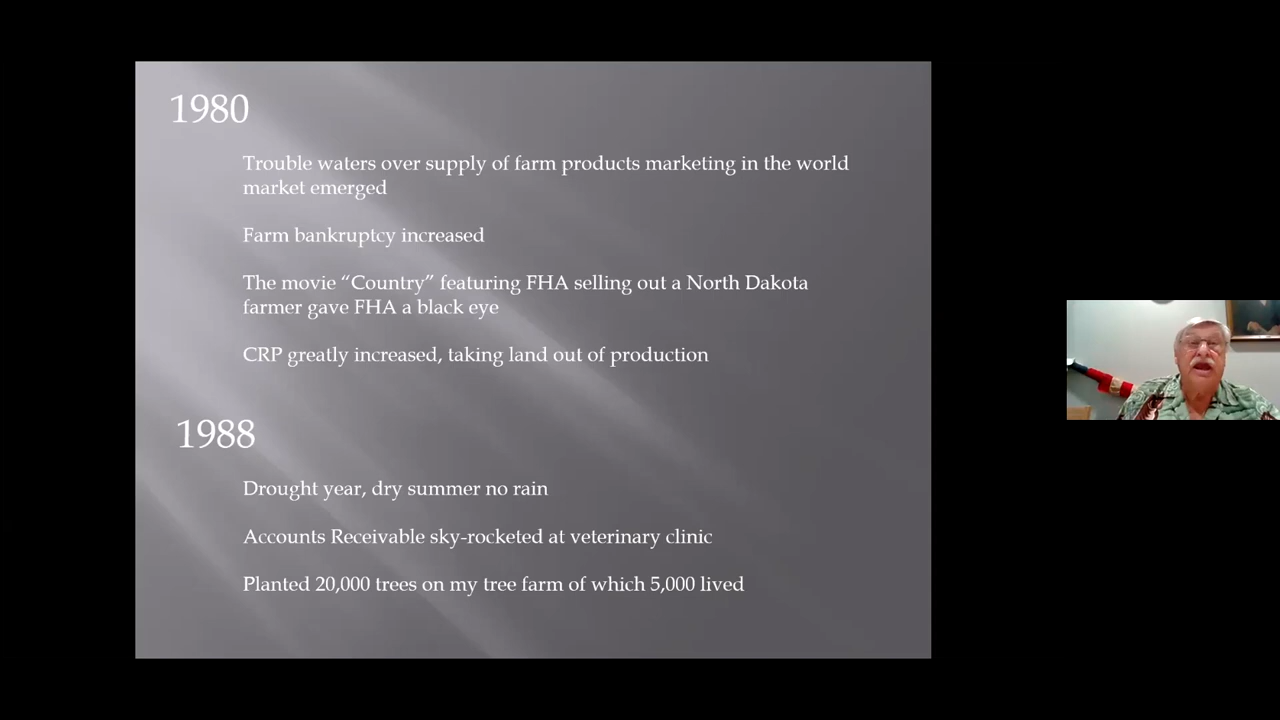 1980
Trouble waters over supply of farm products marketing in the world
market emerged
Farm bankruptcy increased
The movie “Country” featuring FHA selling out a North Dakota
farmer gave FHA a black eye
CRP greatly increased, taking land out of production
1988
Drought year, dry summer no rain
Accounts Receivable sky-rocketed at veterinary clinic
Planted 20,000 trees on my tree farm of which 5,000 lived